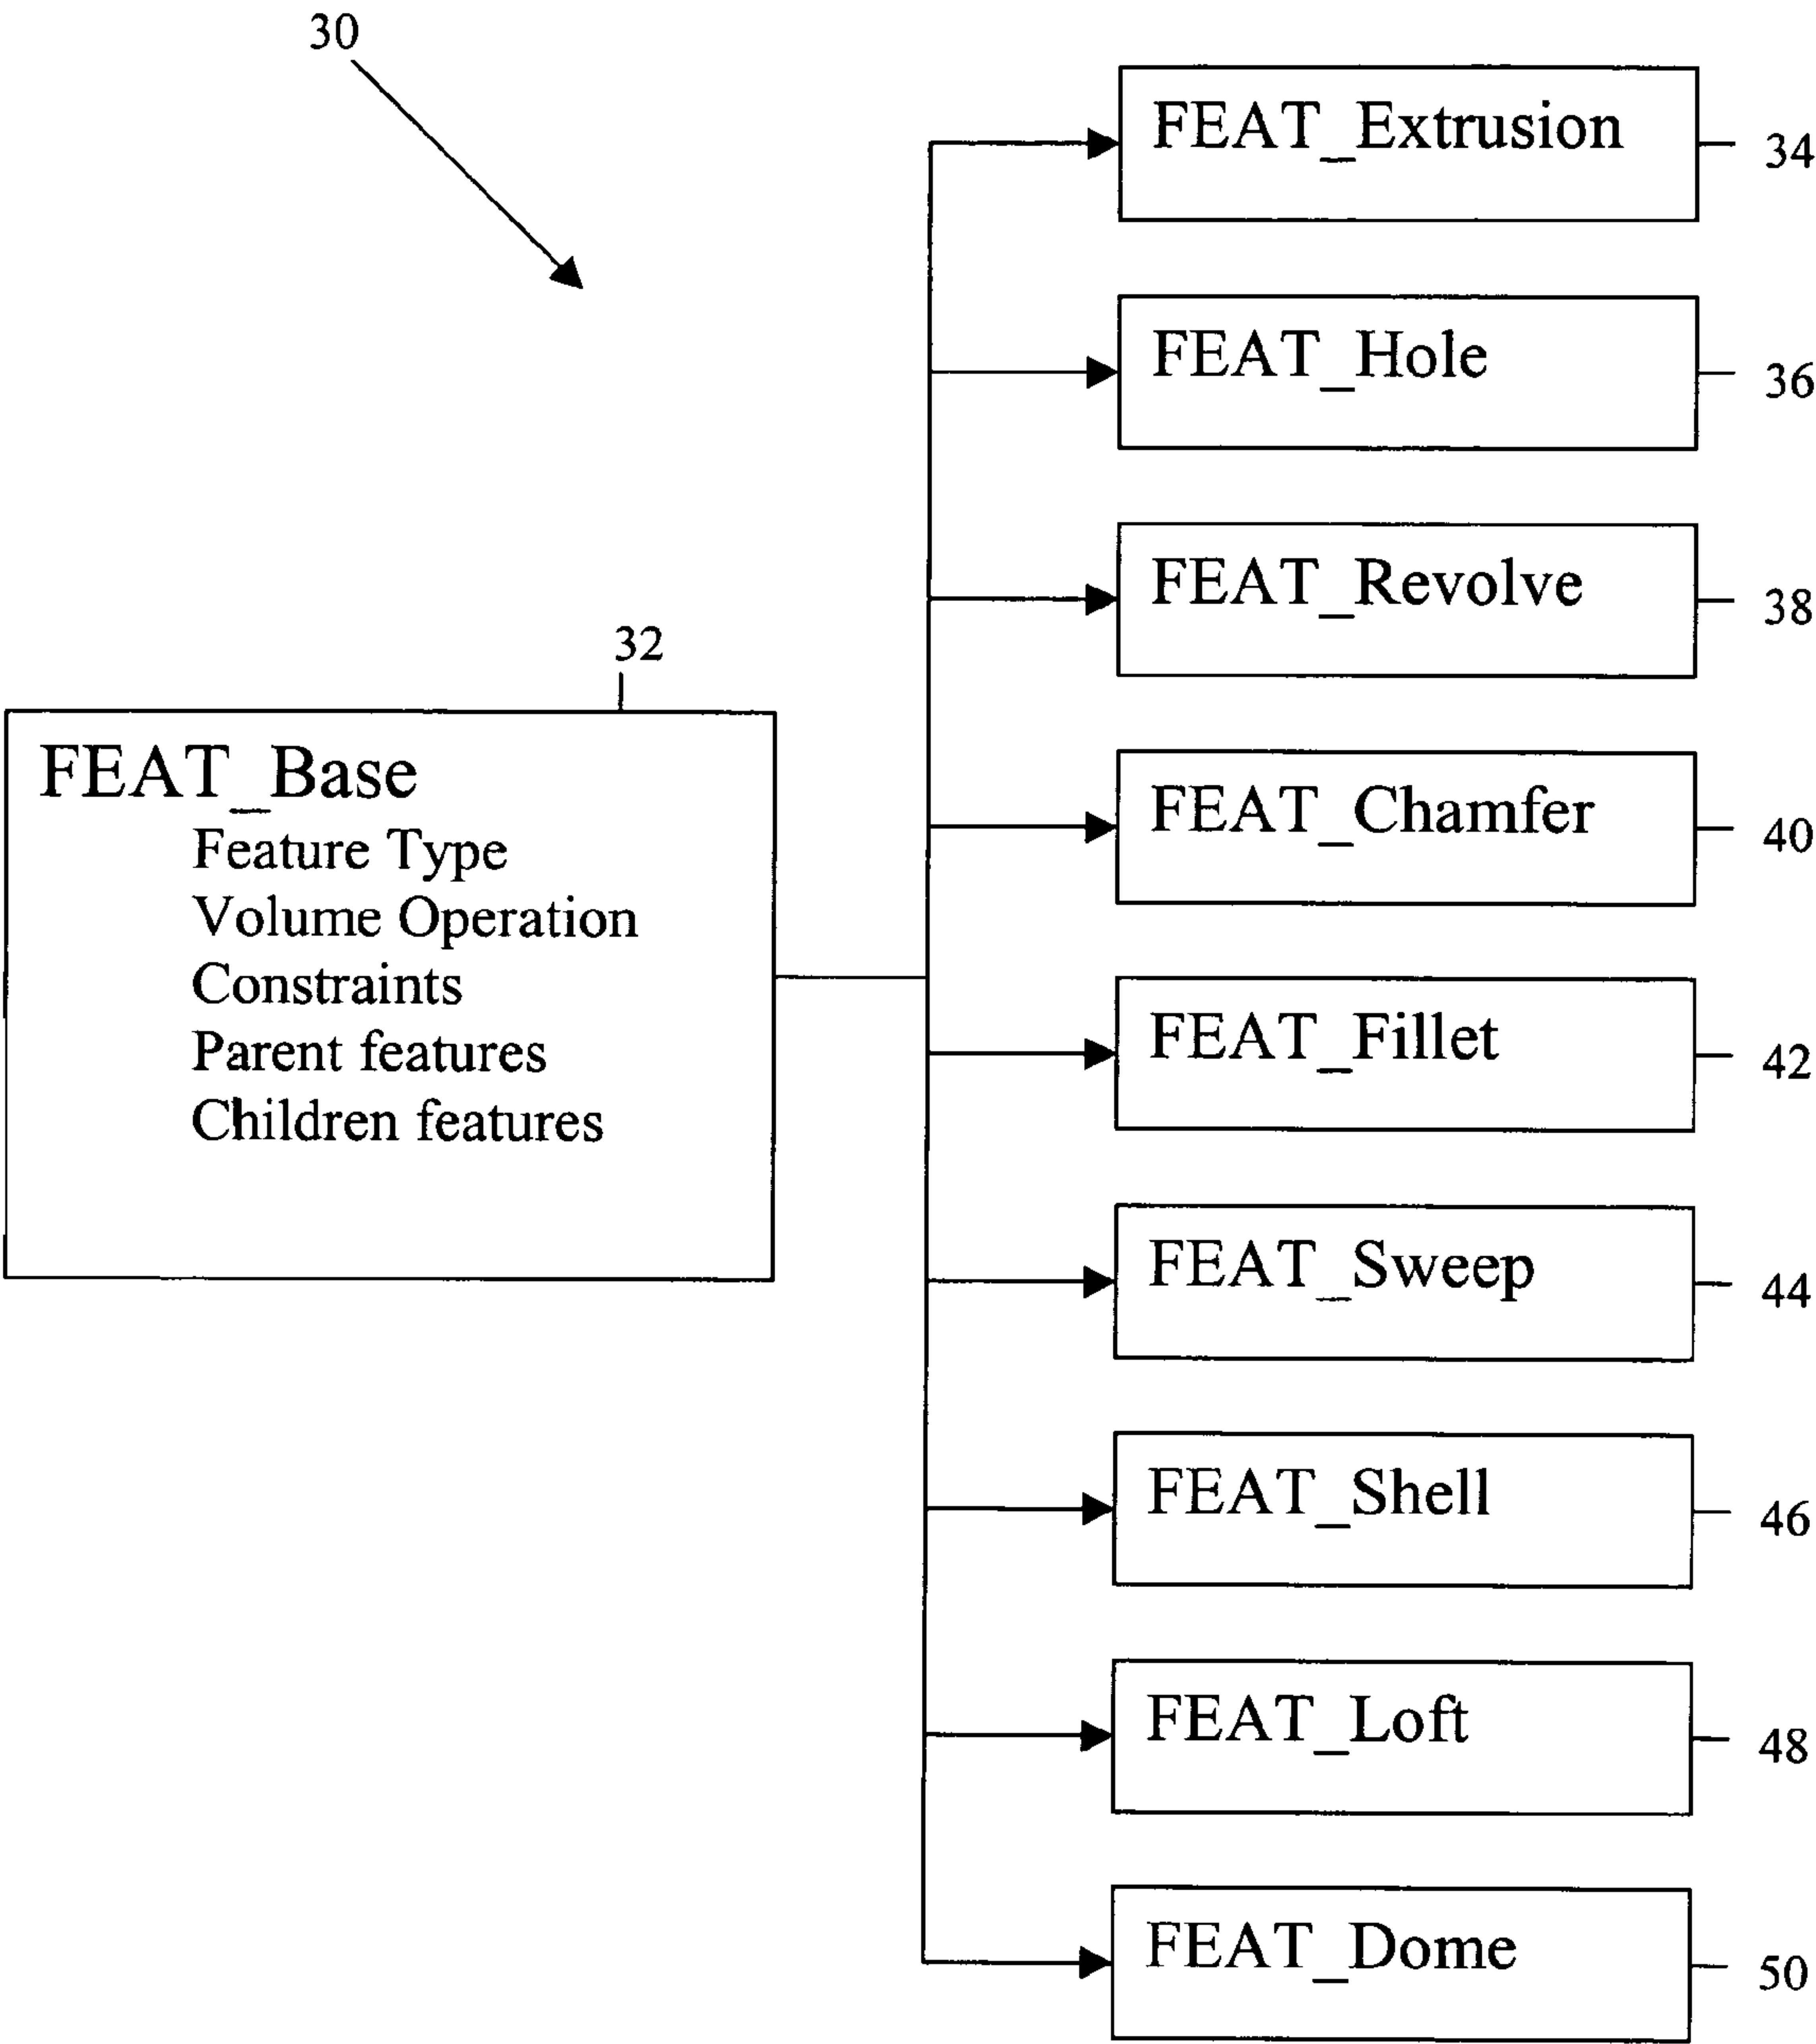 30
FEAT_Extrusion
34
FEAT_Hole
36
FEAT_Revolve
38
32
FEAT_Base
Feature Type
Volume Operation
Constraints
Parent features
Children features
FEAT_Chamfer
40
FEAT_Fillet
42
FEAT_Sweep
44
FEAT_Shell
46
FEAT_Loft
48
FEAT_Dome
50